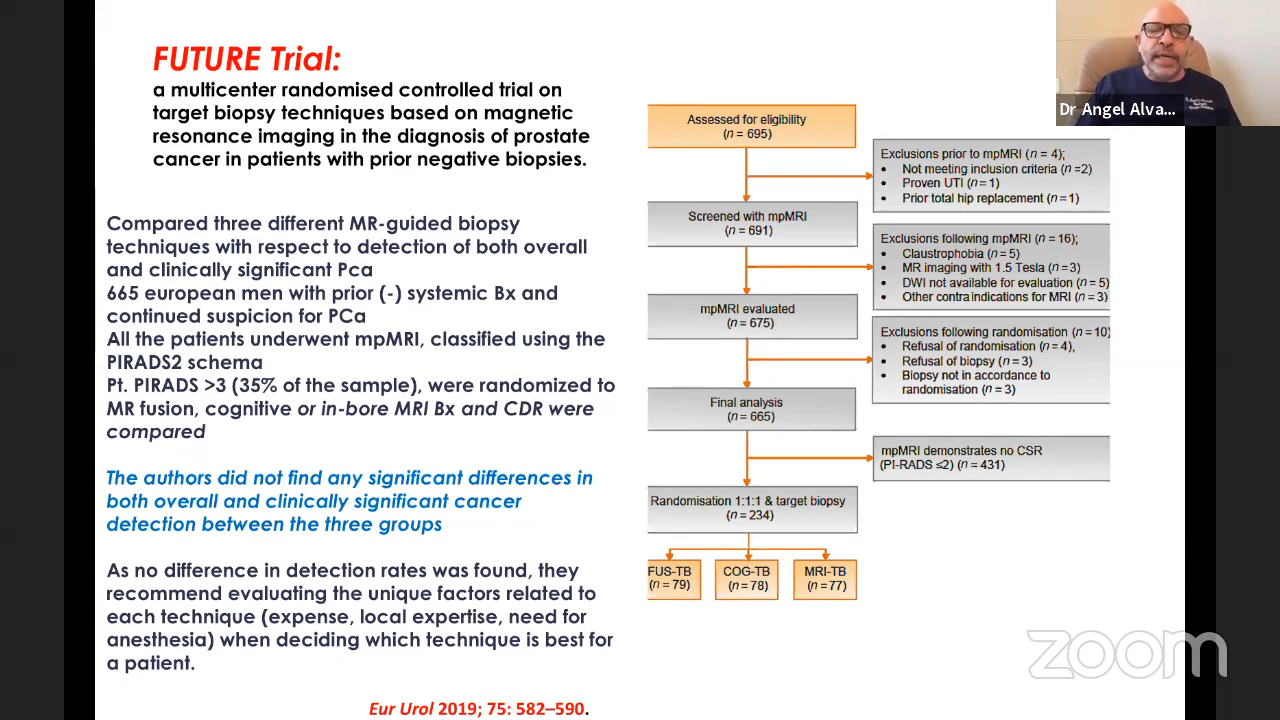 FUTURE Trial:
a multicenter randomised controlled trial on
target biopsy techniques based on magnetic
resonance imaging in the diagnosis of prostate
cancer in patients with prior negative biopsies.
Compared three different MR-guided biopsy
techniques with respect to detection of both overall
and clinically significant Pca
665 european men with prior (-) systemic Bx and
continued suspicion for PCa
All the patients underwent mpMRI, classified using the
PIRADS2 schema
Pt. PIRADS >3 (35% of the sample), were randomized to
MR fusion, cognitive or in-bore MRI Bx and CDR were
compared
The authors did not find any significant differences in
both overall and clinically significant cancer
detection between the three groups
As no difference in detection rates was found, they
recommend evaluating the unique factors related to
each technique (expense, local expertise, need for
anesthesia) when deciding which technique is best for
a patient.
Eur Urol 2019; 75: 582–590.
Assessed for eligibility
(n = 695)
Exclusions prior to mpMRI (n = 4);
• Not meeting inclusion criteria (n =2)
• Proven UTI (n = 1)
• Prior total hip replacement (n = 1)
Screened with mpMRI
(n = 691)
Exclusions following mpMRI (n = 16);
• Claustrophobia (n = 5)
• MR imaging with 1.5 Tesla (n = 3)
• DWI not available for evaluation (n = 5)
• Other contra indications for MRI (n = 3)
mpMRI evaluated
(n = 675)
Exclusions following randomisation (n = 10)
• Refusal of randomisation (n = 4),
• Refusal of biopsy (n = 3)
• Biopsy not in accordance to
randomisation (n = 3)
Final analysis
(n = 665)
mpMRI demonstrates no CSR
(PI-RADS ≤2) (n = 431)
Randomisation 1:1:1 & target biopsy
(n = 234)
FUS-TB
(n = 79)
COG-TB
(n = 78)
MRI-TB
(n = 77)
Dr Angel Alva...
zoom